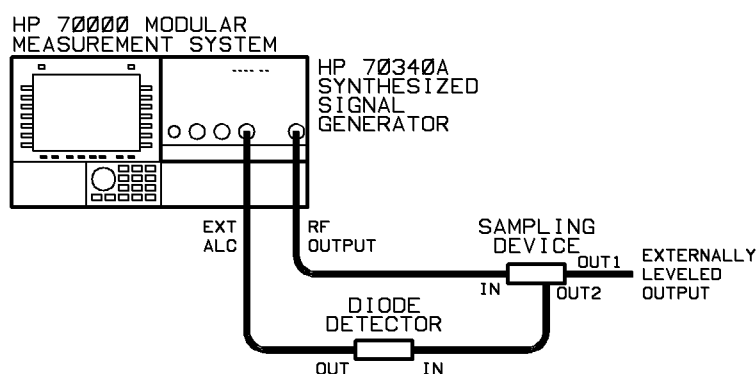 HP 70000 MODULAR
MEASUREMENT SYSTEM
HP 70340A
SYNTHESIZED
SIGNAL
GENERATOR
EXT
ALC
RF
OUTPUT
SAMPLING
DEVICE
IN
OUT1
OUT2
EXTERNALLY
LEVELED
OUTPUT
DIODE
DETECTOR
OUT
IN